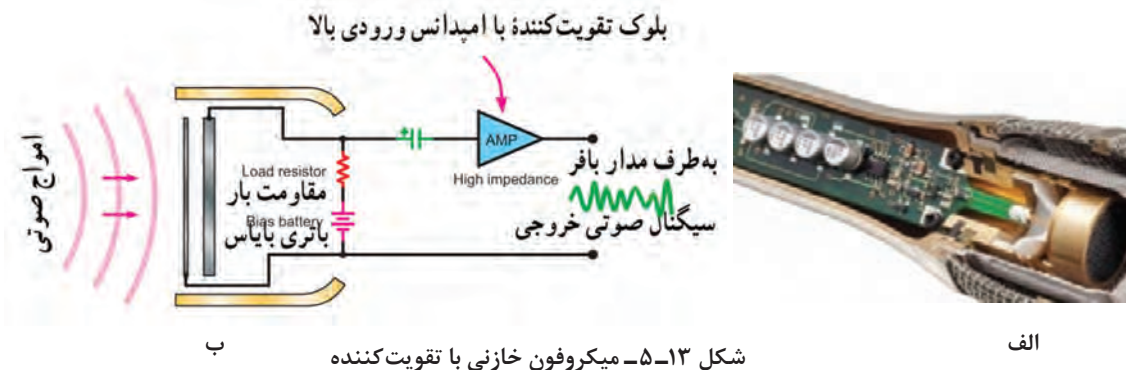 بلوک تقویت‌کنندهٔ با امپدانس ورودی بالا
امواج صوتی
AMP
High impedance
Load resistor
مقاومت بار
Bias battery
باتری بایاس
به‌طرف مدار بافر
سیگنال صوتی خروجی
الف
ب
شکل ۱۳ــ۵ــ میکروفون خازنی با تقویت‌کننده